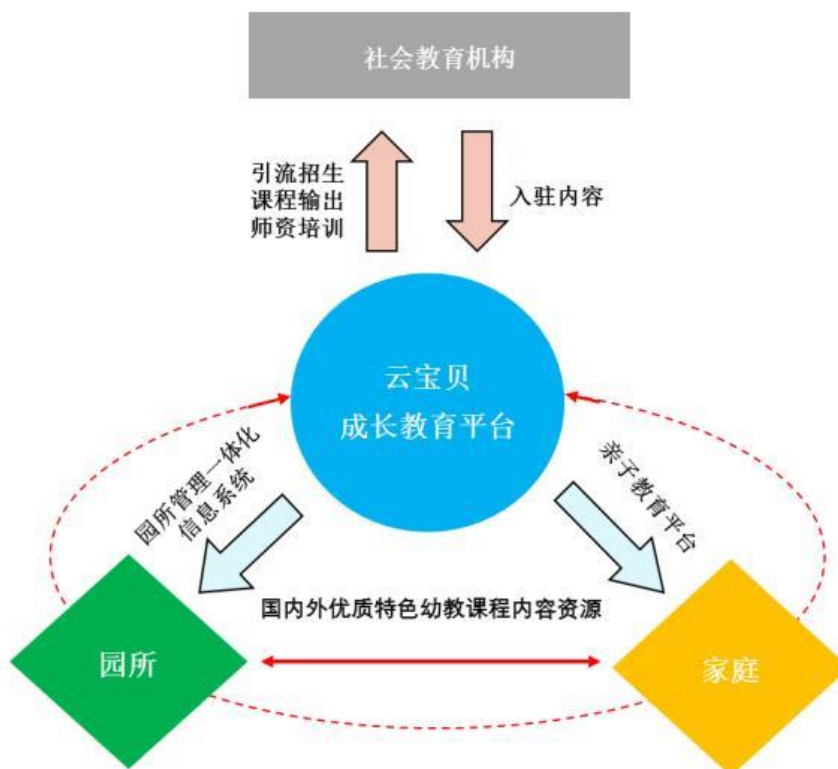 社会教育机构
引流招生
课程输出
师资培训
入驻内容
云宝贝
成长教育平台
园所管理一体化
信息系统
亲子教育平台
国内外优质特色幼教课程内容资源
园所
家庭